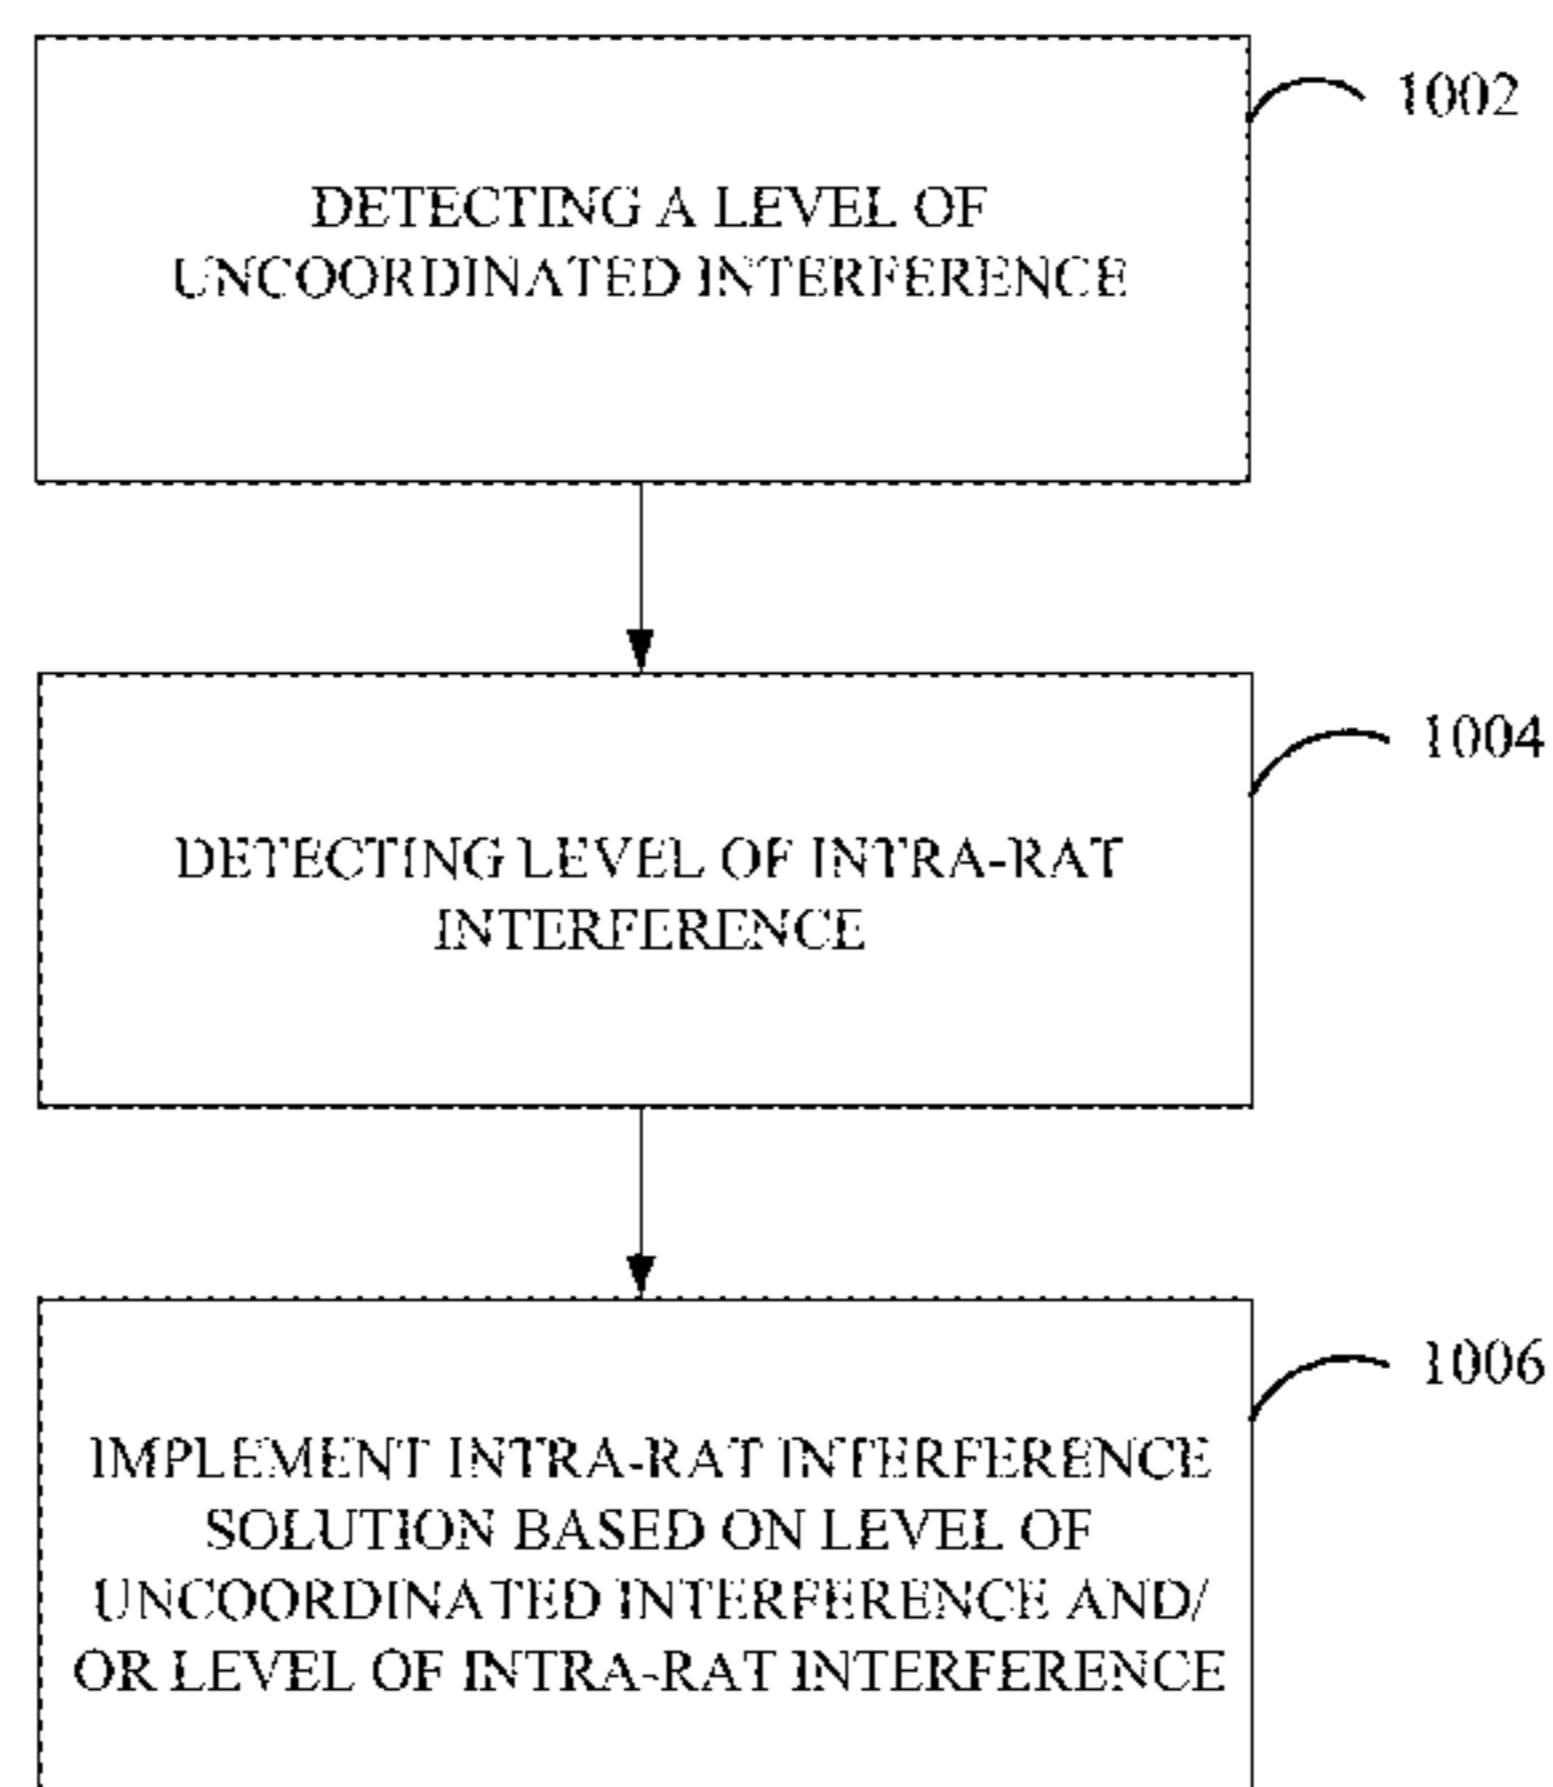 1002
DETECTING A LEVEL OF
UNCOORDINATED INTERFERENCE
1004
DETECTING LEVEL OF INTRA-RAT
INTERFERENCE
1006
IMPLEMENT INTRA-RAT INTERFERENCE
SOLUTION BASED ON LEVEL OF
UNCOORDINATED INTERFERENCE AND/
OR LEVEL OF INTRA-RAT INTERFERENCE